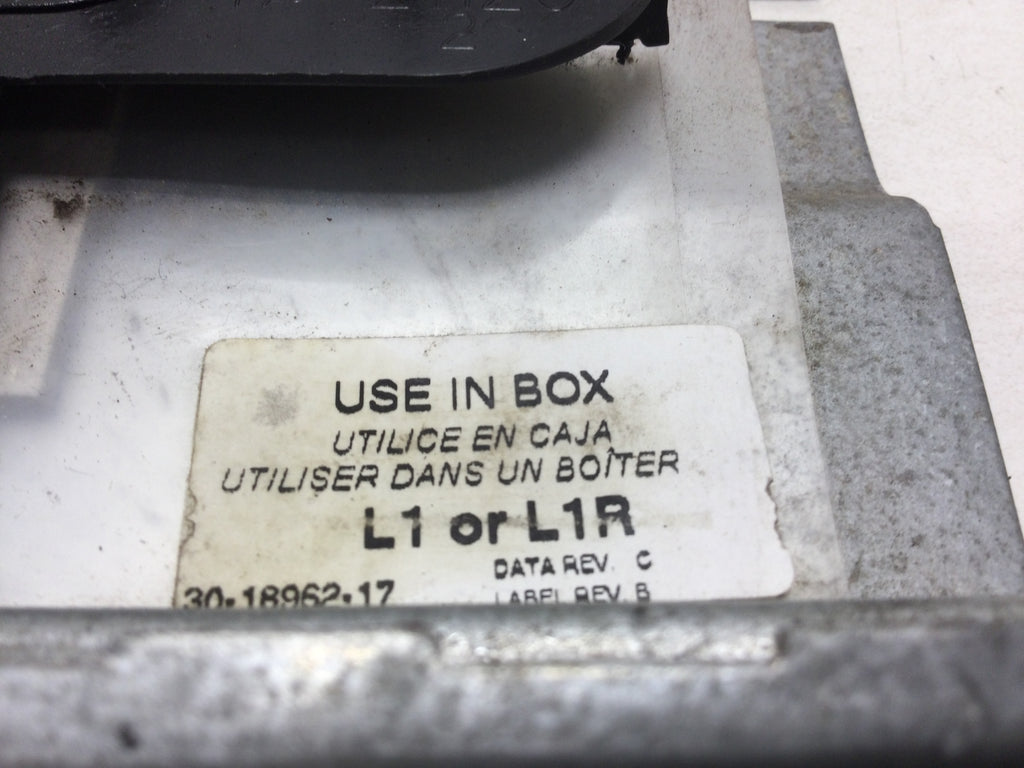 2
USE IN BOX
UTILICE EN CAJA
UTILISER DANS UN BOÎTER
L1 or L1R
DATA REV. C
30-18962-17 LABEL REV. B